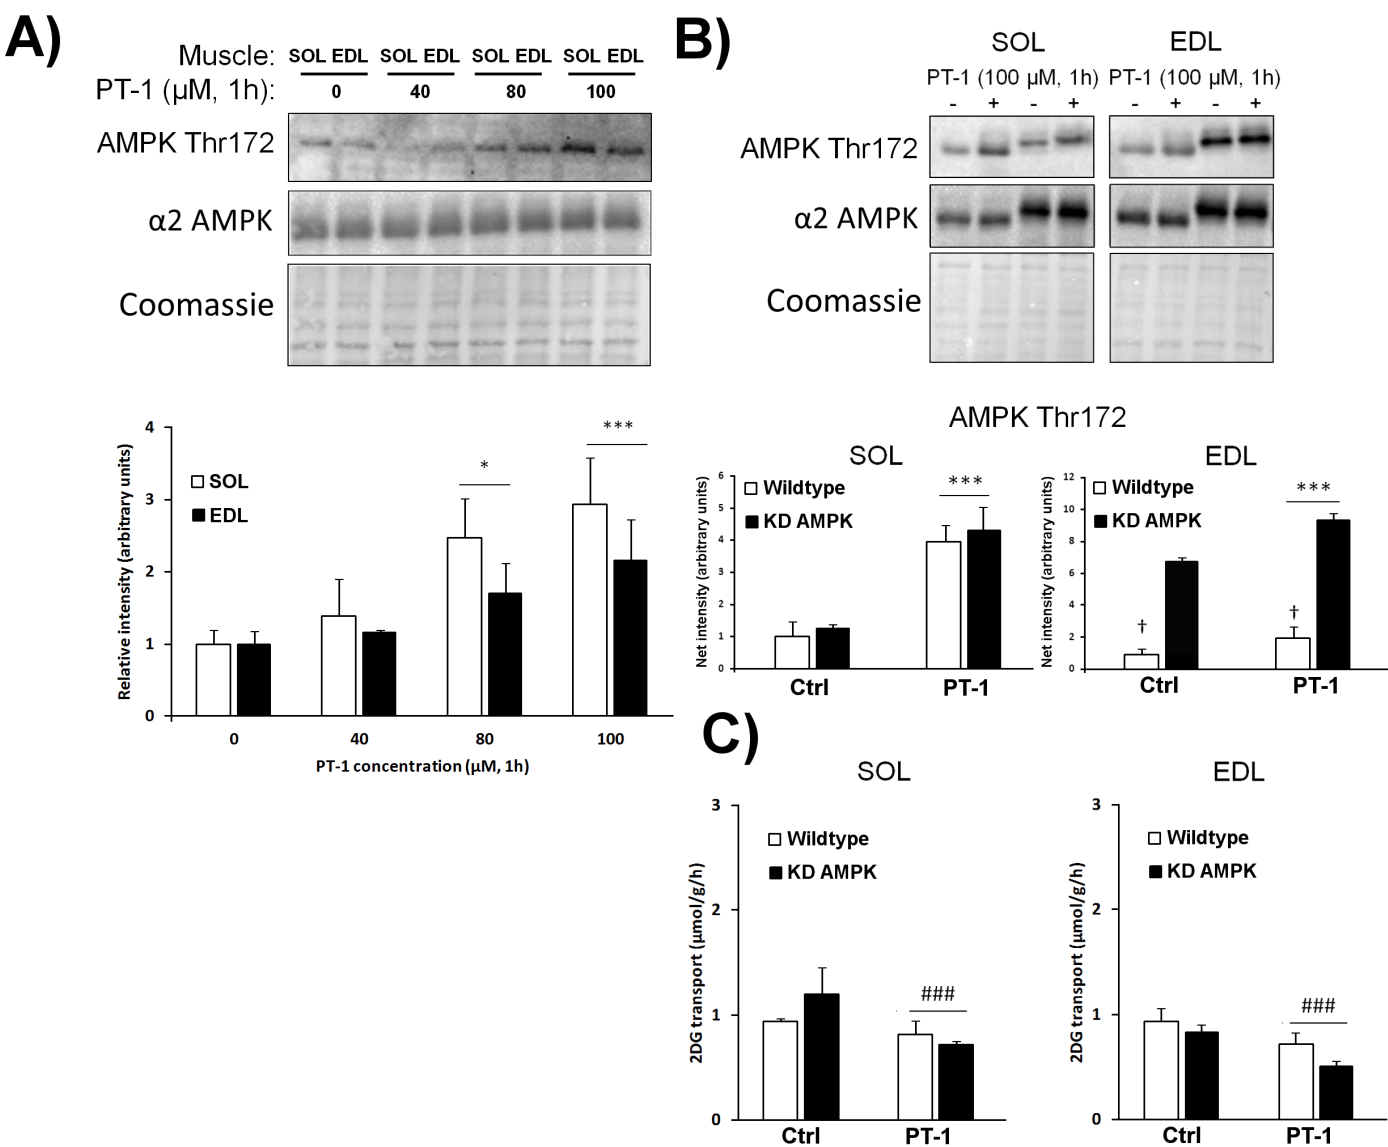 A)
Muscle: SOL EDL SOL EDL SOL EDL SOL EDL
PT-1 (µM, 1h): 0 40 80 100
AMPK Thr172
α2 AMPK
Coomassie
4
3
2
1
0
Relative intensity (arbitrary units)
SOL
EDL
*
***
0 40 80 100
PT-1 concentration (µM, 1h)
B)
SOL EDL
PT-1 (100 µM, 1h) PT-1 (100 µM, 1h)
- + - + - + - +
AMPK Thr172
α2 AMPK
Coomassie
AMPK Thr172
SOL
6
5
4
3
2
1
0
Net intensity (arbitrary units)
Wildtype
KD AMPK
***
Ctrl PT-1
EDL
12
10
8
6
4
2
0
Net intensity (arbitrary units)
Wildtype
KD AMPK
***
† †
Ctrl PT-1
C)
SOL
3
2
1
0
2DG transport (µmol/g/h)
Wildtype
KD AMPK
###
Ctrl PT-1
EDL
3
2
1
0
2DG transport (µmol/g/h)
Wildtype
KD AMPK
###
Ctrl PT-1